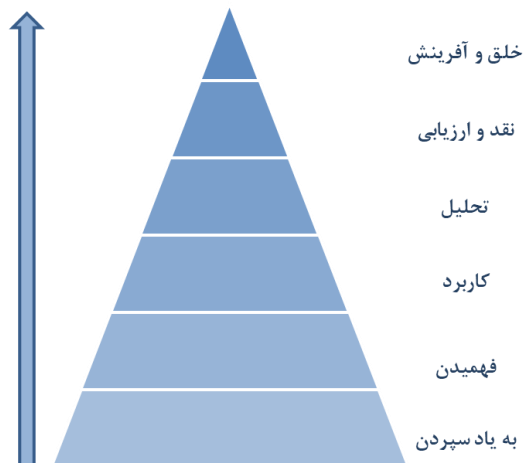 خلق و آفرینش
نقد و ارزیابی
تحلیل
کاربرد
فهمیدن
به یاد سپردن